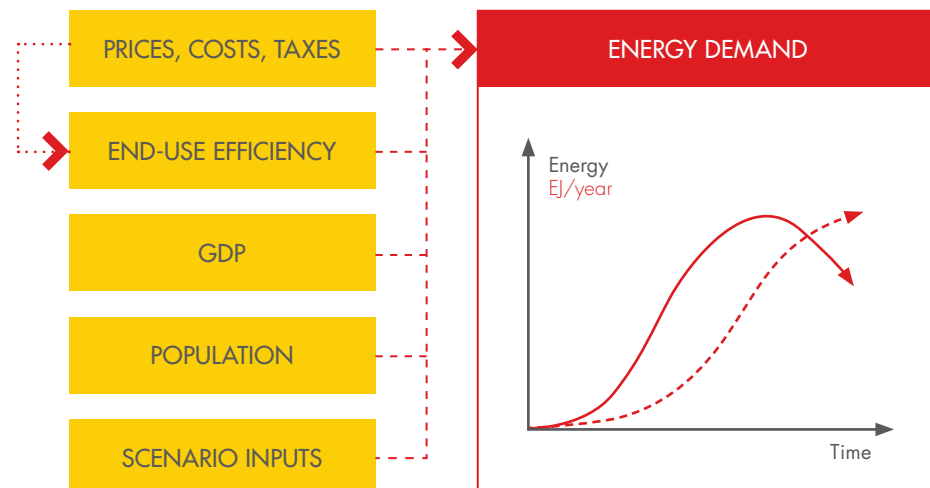 PRICES, COSTS, TAXES
END-USE EFFICIENCY
GDP
POPULATION
SCENARIO INPUTS
ENERGY DEMAND
Energy
EJ/year
Time